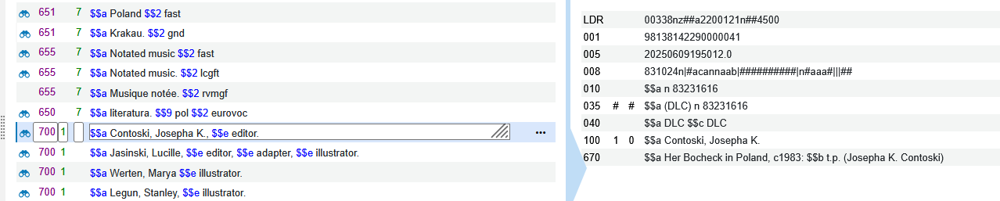 651 7 $$a Poland $$2 fast
651 7 $$a Krakau. $$2 gnd
655 7 $$a Notated music $$2 fast
655 7 $$a Notated music. $$2 lcgft
655 7 $$a Musique notée. $$2 rvmgf
650 7 $$a literatura. $$9 pol $$2 eurovoc
700 1 $$a Contoski, Josepha K., $$e editor.
700 1 $$a Jasinski, Lucille, $$e editor, $$e adapter, $$e illustrator.
700 1 $$a Werten, Marya $$e illustrator.
700 1 $$a Legun, Stanley, $$e illustrator.
LDR 00338nz##a2200121n##4500
001 98138142290000041
005 20250609195012.0
008 831024n|#acannaab|##########|n#aaa#|||##
010 $$a n 83231616
035 # # $$a (DLC) n 83231616
040 $$a DLC $$c DLC
100 1 0 $$a Contoski, Josepha K.
670 $$a Her Bocheck in Poland, c1983: $$b t.p. (Josepha K. Contoski)